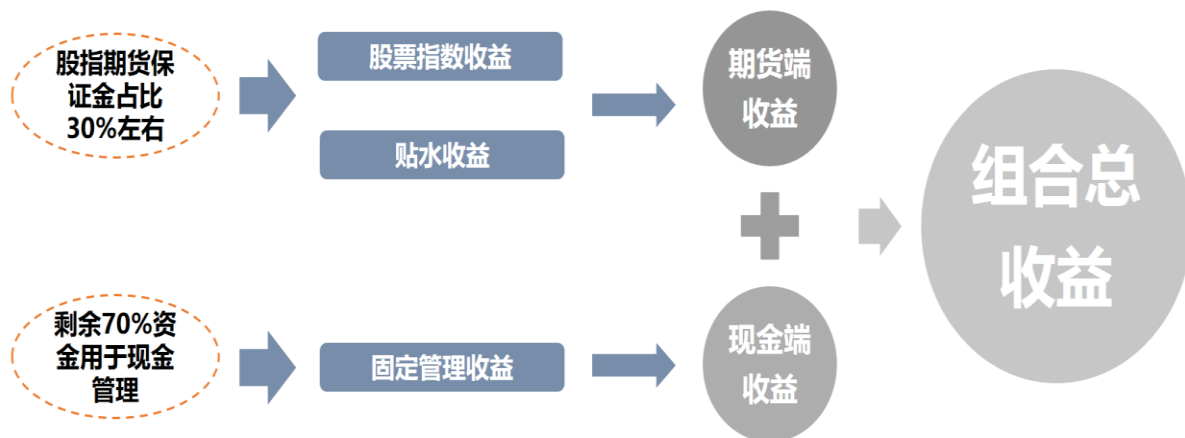 股指期货保
证金占比
30%左右
股票指数收益
贴水收益
期货端
收益
剩余70%资
金用于现金
管理
固定管理收益
现金端
收益
组合总
收益